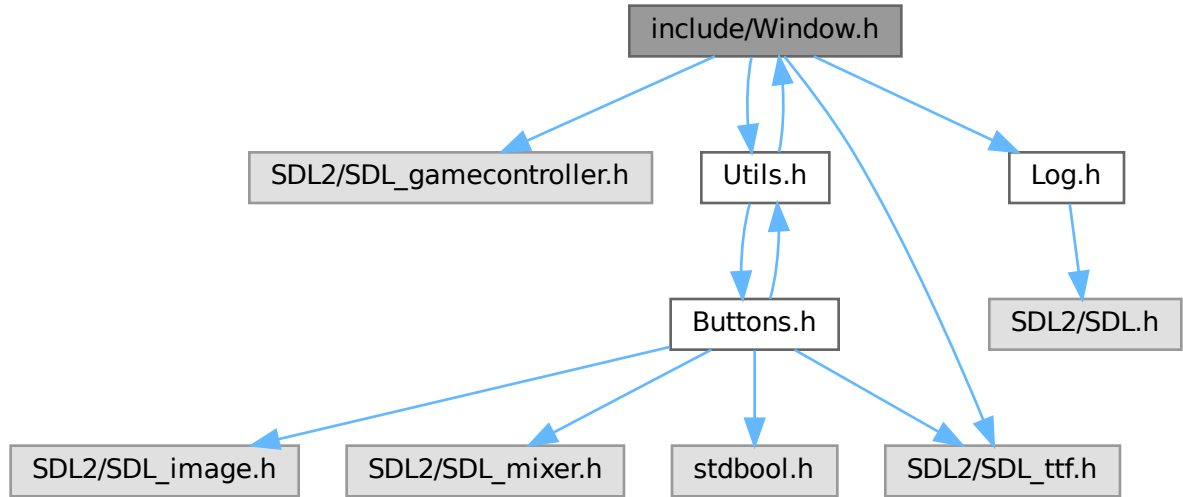 include/Window.h
SDL2/SDL_gamecontroller.h
Utils.h
Log.h
Buttons.h
SDL2/SDL.h
SDL2/SDL_image.h
SDL2/SDL_mixer.h
stdbool.h
SDL2/SDL_ttf.h